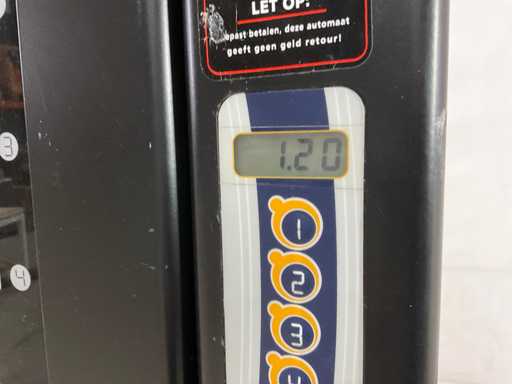 LET OP:
epast betalen, deze automaat
geeft geen geld retour!
1.20
3
1
2
4
3